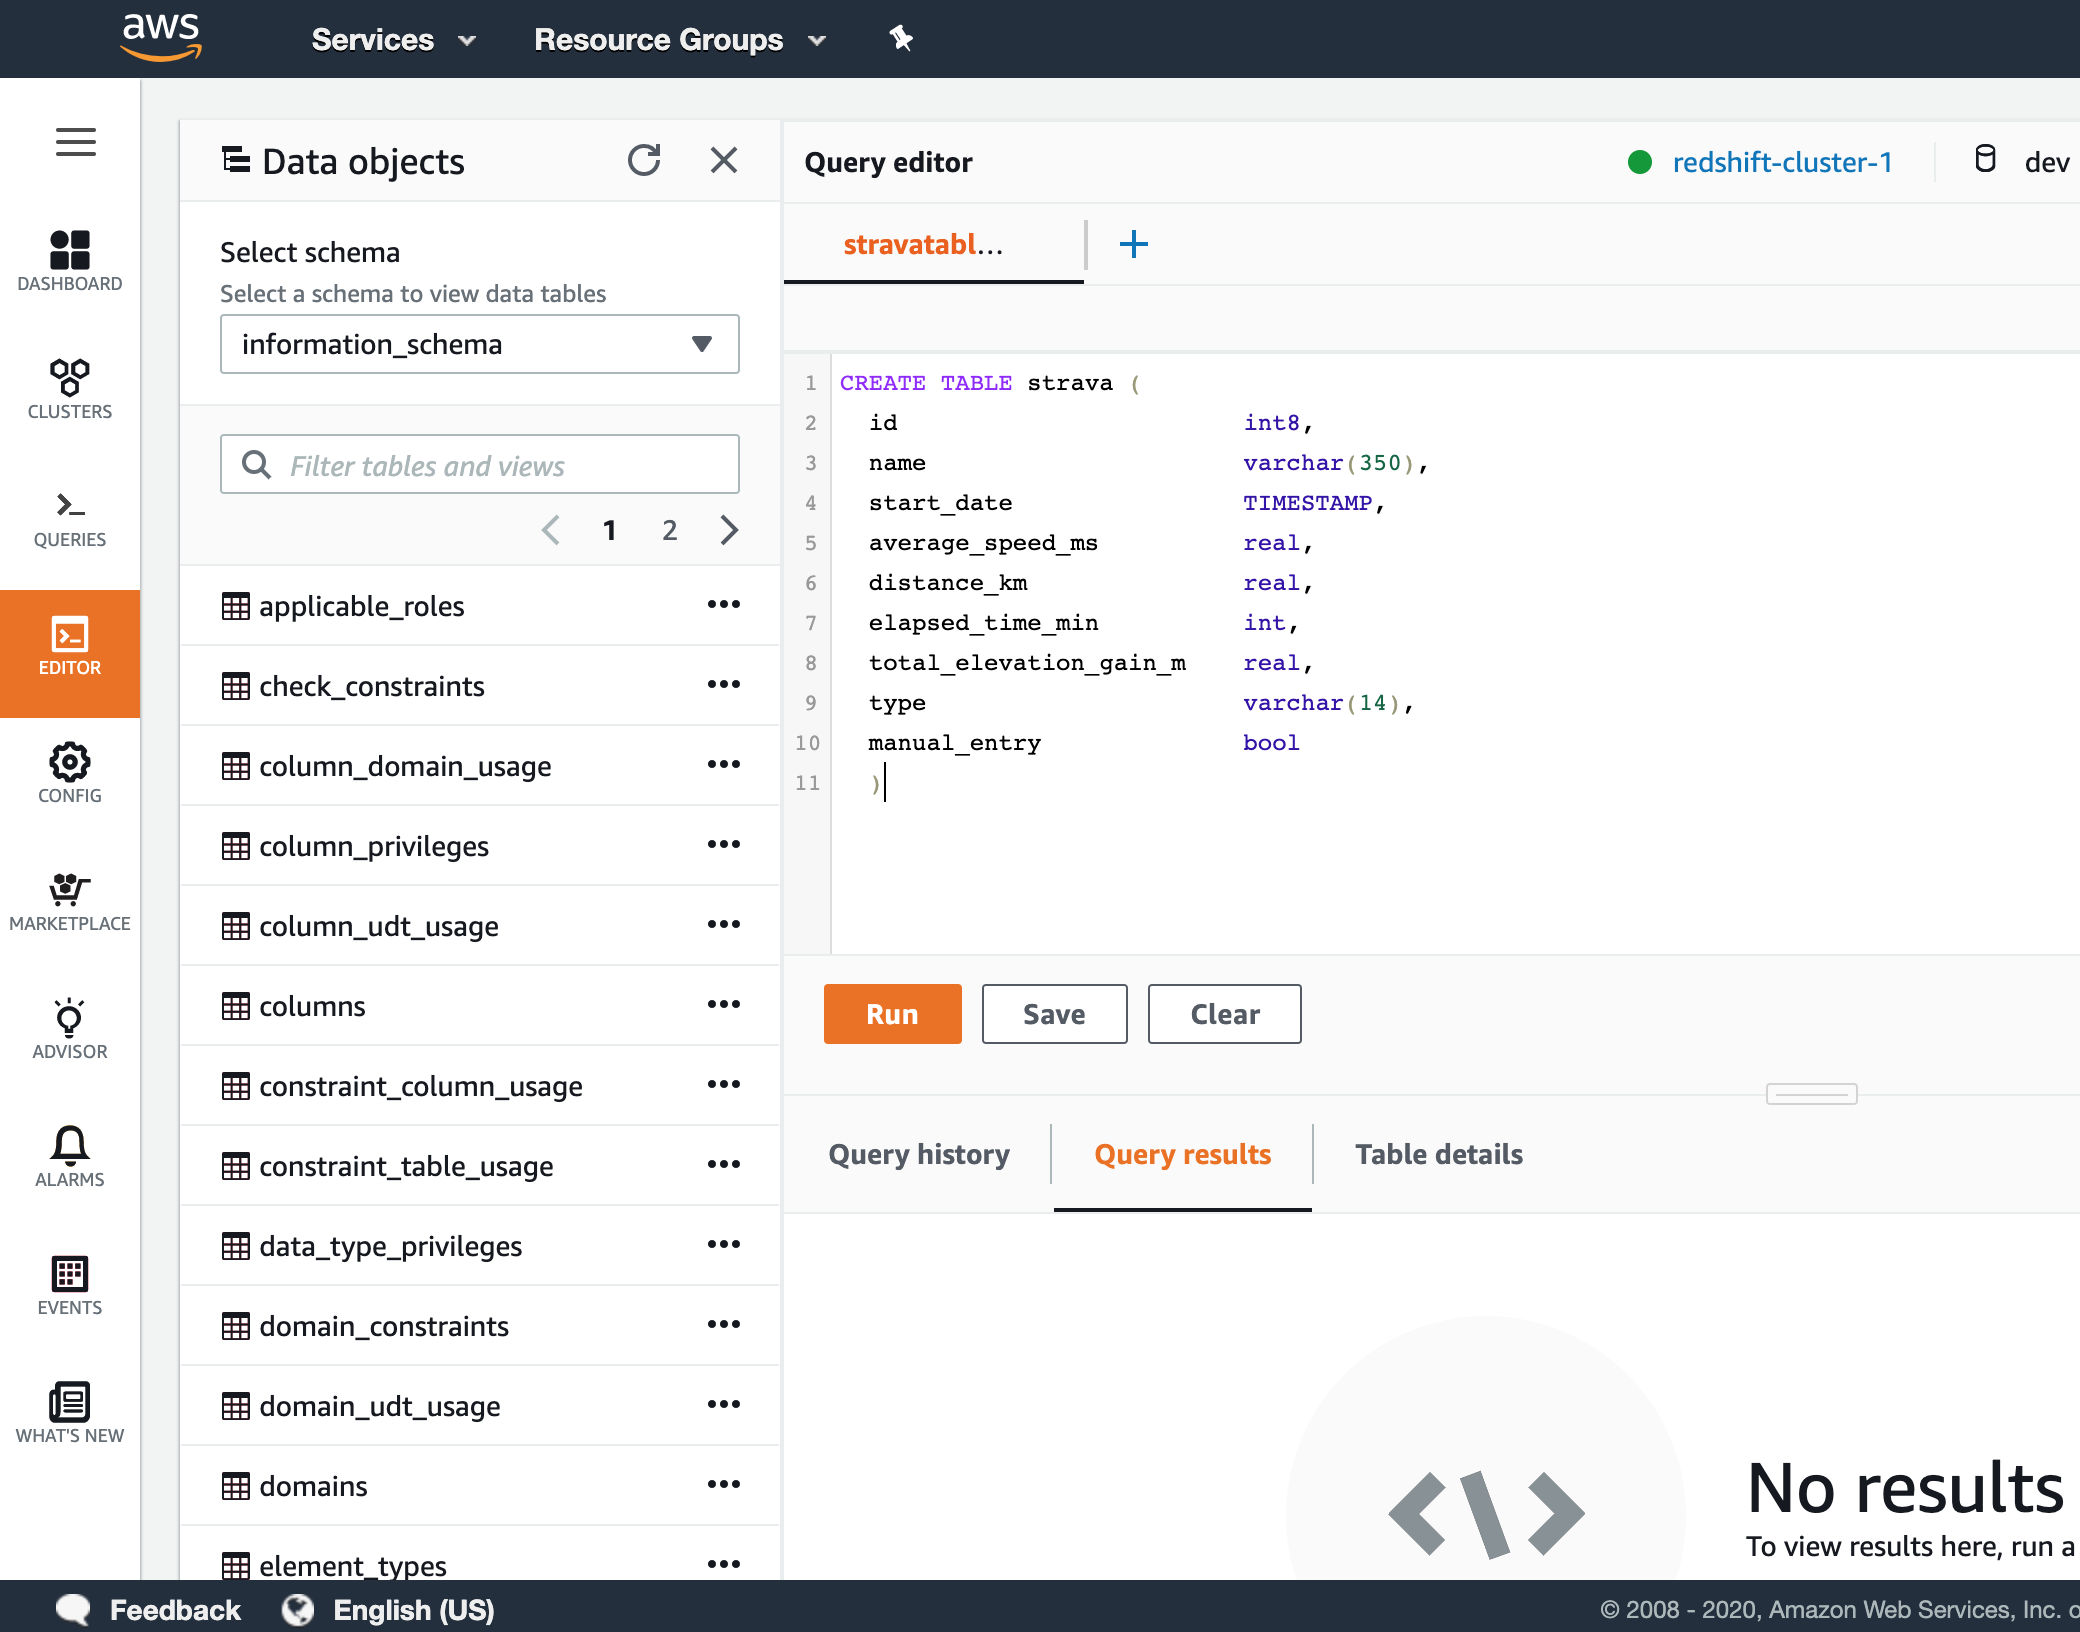 aws
Services
Resource Groups
DASHBOARD
CLUSTERS
QUERIES
EDITOR
CONFIG
MARKETPLACE
ADVISOR
ALARMS
EVENTS
WHAT'S NEW
Data objects
Select schema
Select a schema to view data tables
information_schema
Filter tables and views
1 2
applicable_roles
check_constraints
column_domain_usage
column_privileges
column_udt_usage
columns
constraint_column_usage
constraint_table_usage
data_type_privileges
domain_constraints
domain_udt_usage
domains
element_types
Query editor
redshift-cluster-1
dev
stravatabl...
1 CREATE TABLE strava (
2 id int8,
3 name varchar(350),
4 start_date TIMESTAMP,
5 average_speed_ms real,
6 distance_km real,
7 elapsed_time_min int,
8 total_elevation_gain_m real,
9 type varchar(14),
10 manual_entry bool
11 )
Run
Save
Clear
Query history
Query results
Table details
No results
To view results here, run a
Feedback
English (US)
© 2008 - 2020, Amazon Web Services, Inc. o